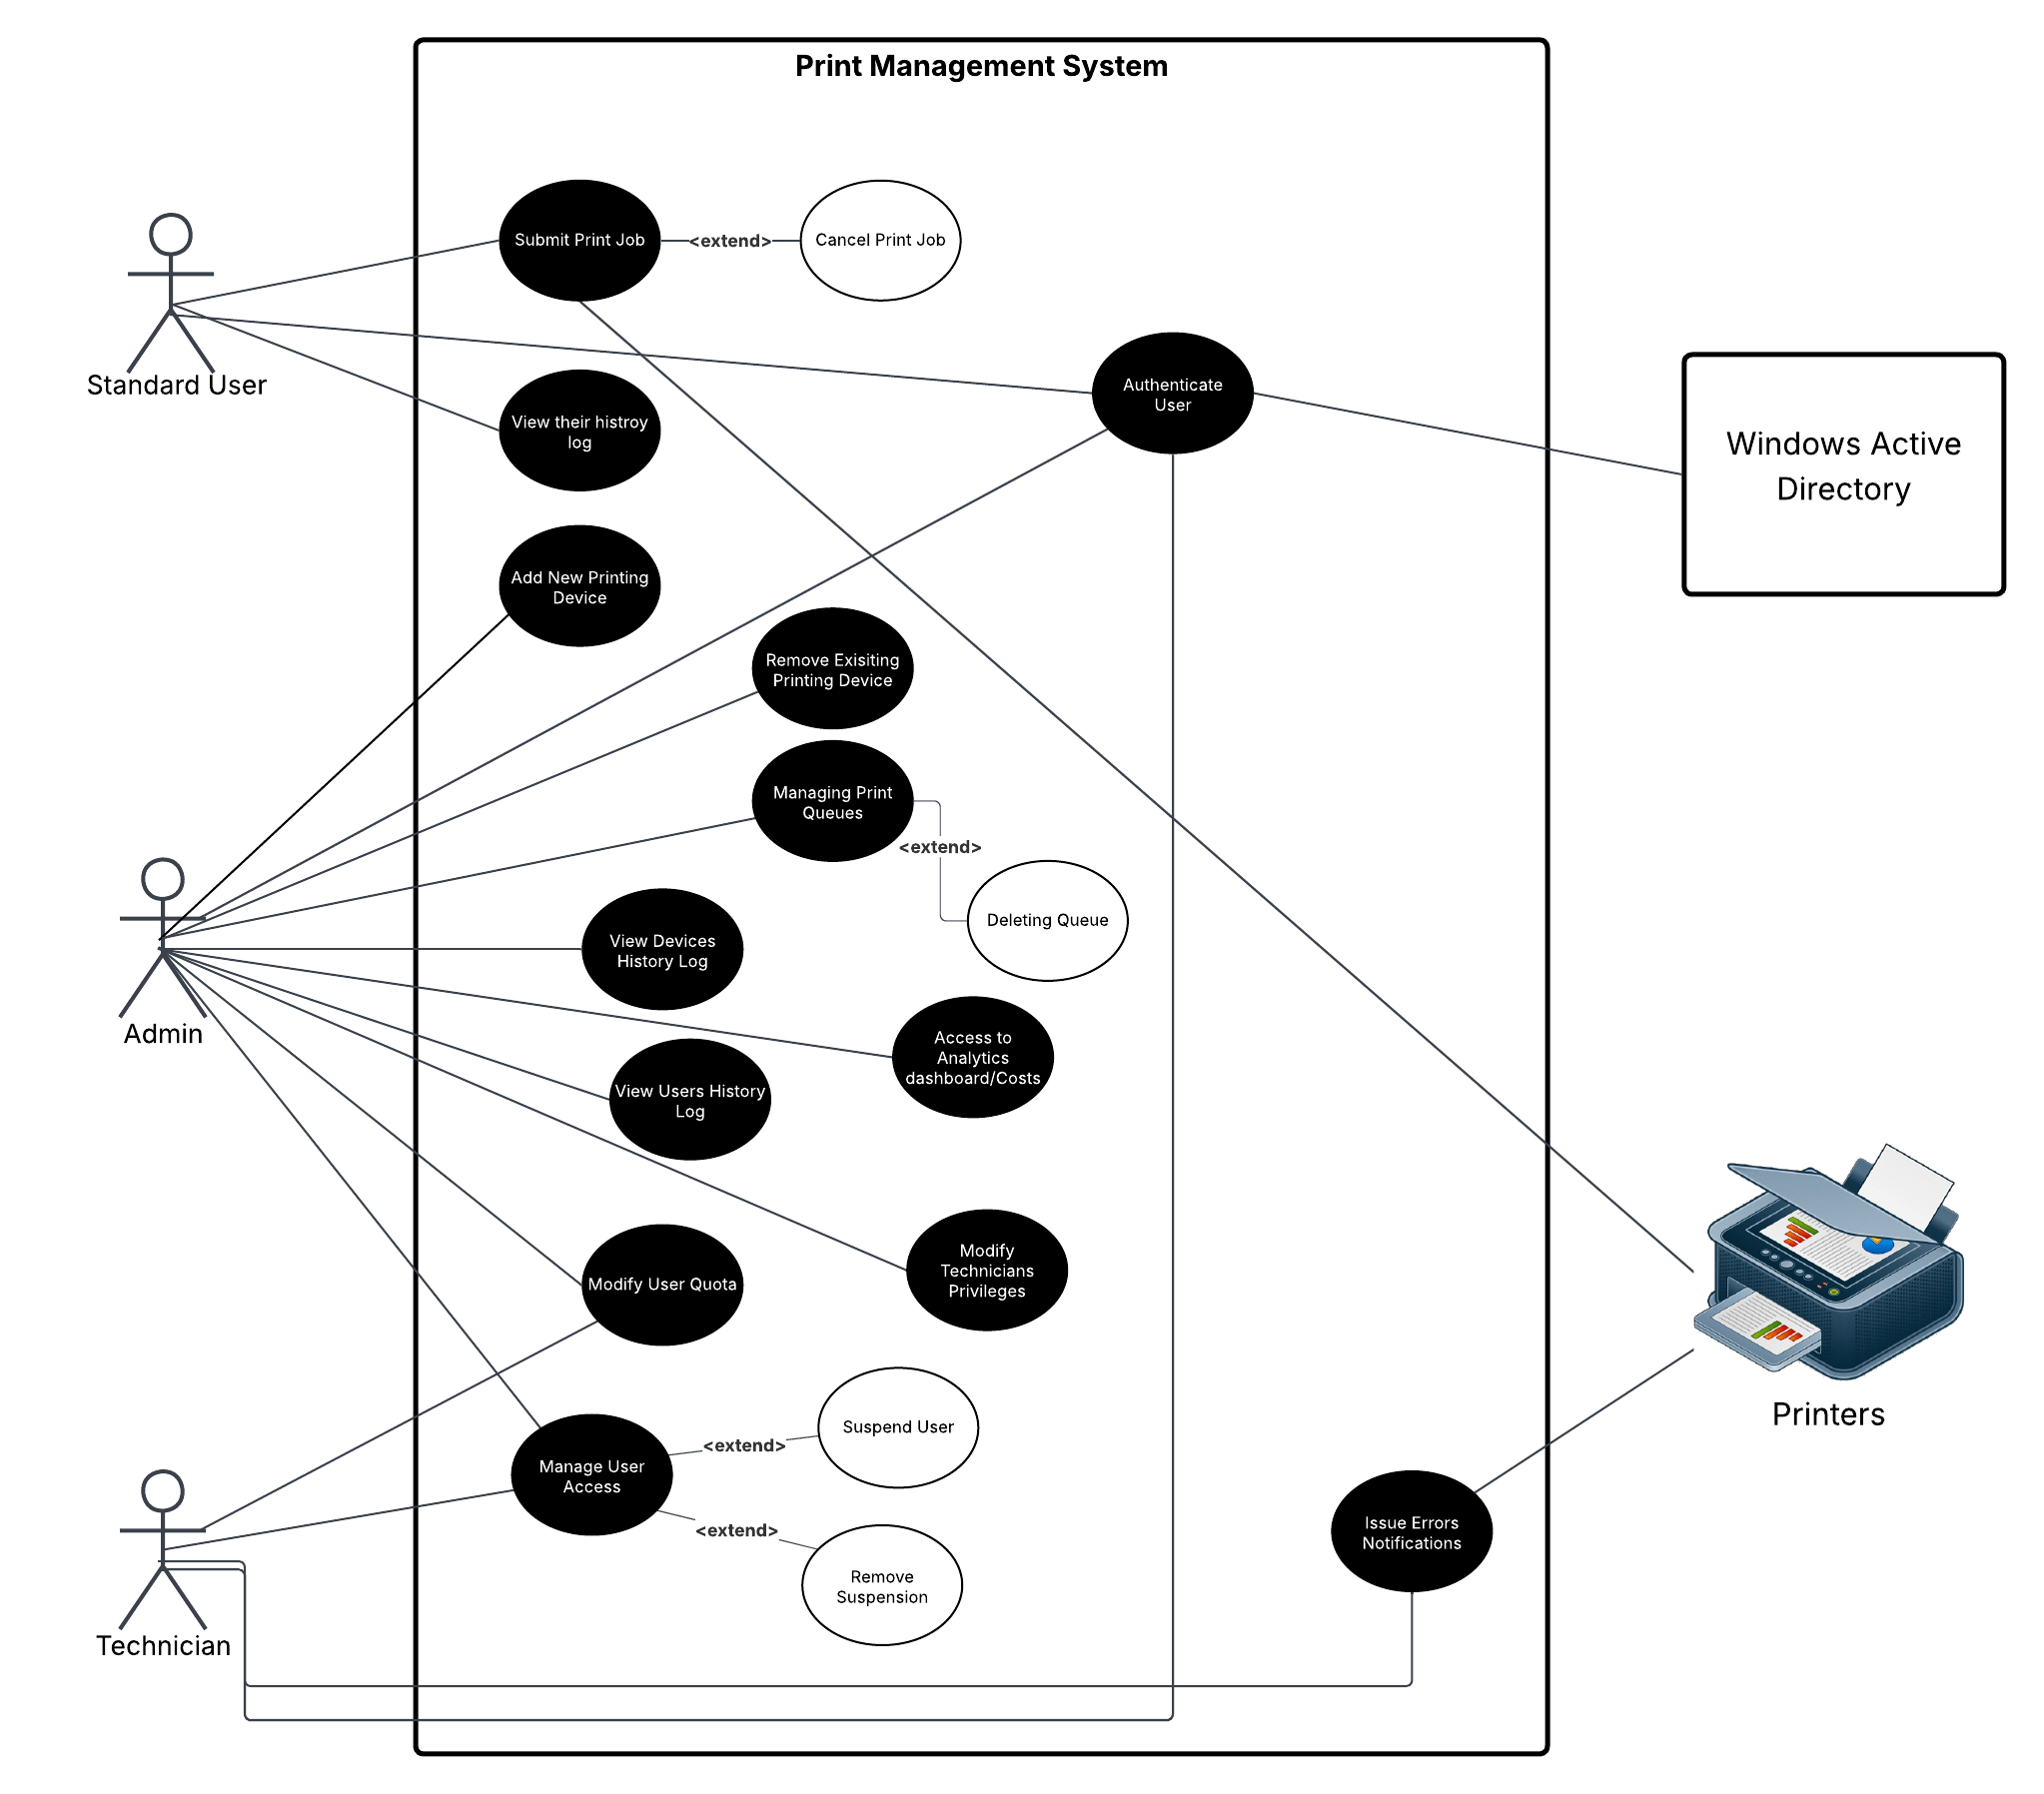 Print Management System
Submit Print Job
<extend>
Cancel Print Job
Standard User
Authenticate
User
View their histroy
log
Windows Active
Directory
Add New Printing
Device
Remove Exisiting
Printing Device
Managing Print
Queues
<extend>
Deleting Queue
View Devices
History Log
Admin
Access to
Analytics
dashboard/Costs
View Users History
Log
Modify
Technicians
Privileges
Modify User Quota
Printers
Suspend User
<extend>
Manage User
Access
<extend>
Issue Errors
Notifications
Remove
Suspension
Technician